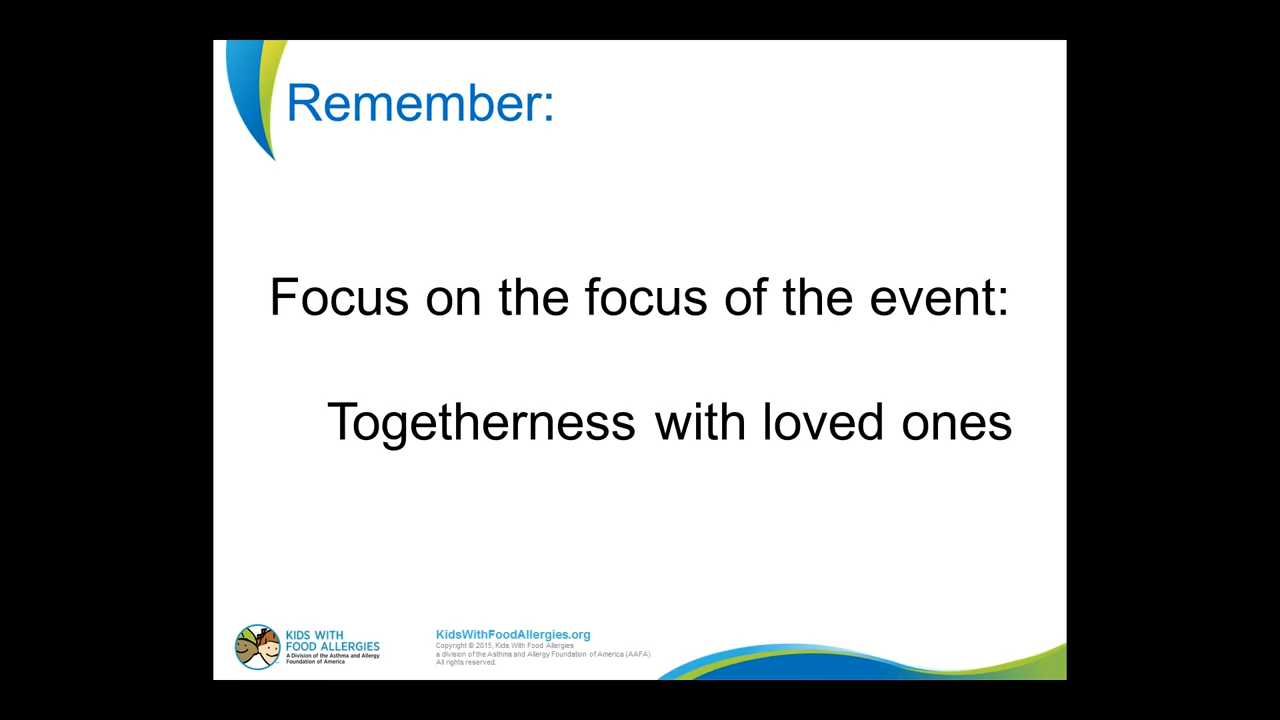 Remember:
Focus on the focus of the event:
Togetherness with loved ones
KIDS WITH
FOOD ALLERGIES
A Division of the Asthma and Allergy
Foundation of America
KidsWithFoodAllergies.org
Copyright © 2015, Kids With Food Allergies
a division of the Asthma and Allergy Foundation of America (AAFA).
All rights reserved.